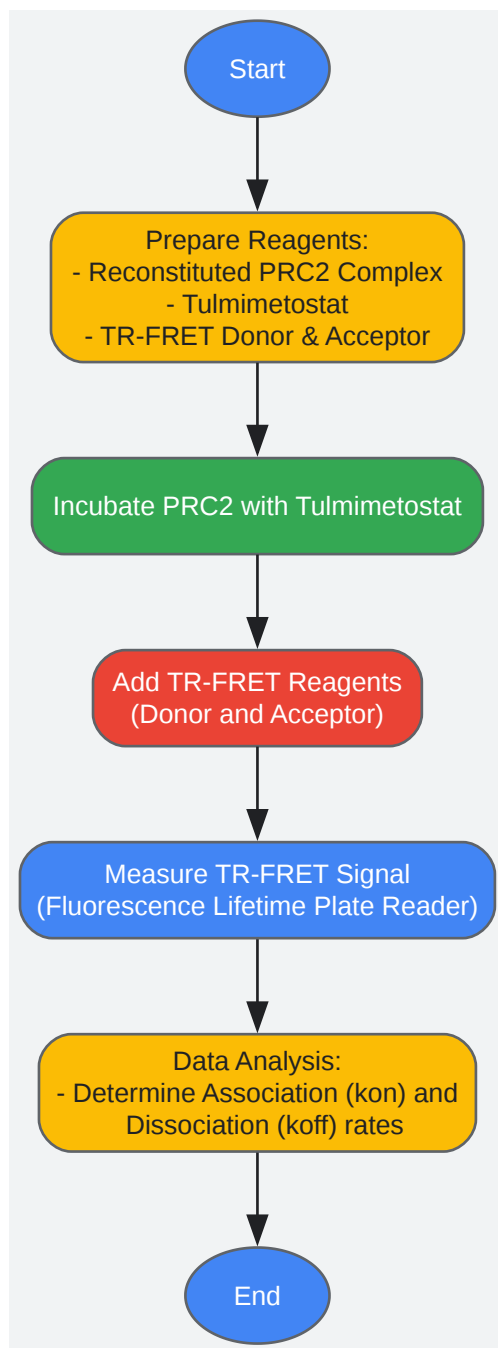 Start
Prepare Reagents:
- Reconstituted PRC2 Complex
- Tulmimetostat
- TR-FRET Donor & Acceptor
Incubate PRC2 with Tulmimetostat
Add TR-FRET Reagents
(Donor and Acceptor)
Measure TR-FRET Signal
(Fluorescence Lifetime Plate Reader)
Data Analysis:
- Determine Association (kon) and
Dissociation (koff) rates
End